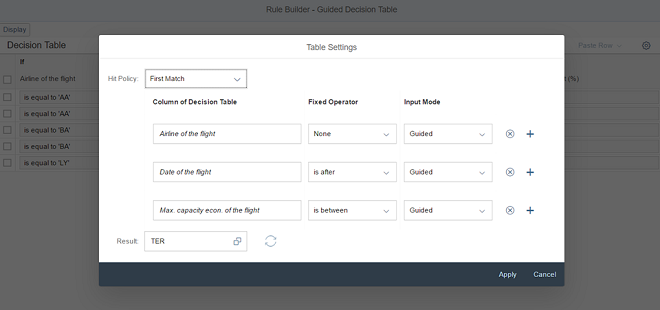 Rule Builder - Guided Decision Table
Display
Decision Table
Paste Row
If
Airline of the flight
(%)
is equal to 'AA'
is equal to 'AA'
is equal to 'BA'
is equal to 'BA'
is equal to 'LY'
Table Settings
Hit Policy: First Match
Column of Decision Table Fixed Operator Input Mode
Airline of the flight None Guided
Date of the flight is after Guided
Max. capacity econ. of the flight is between Guided
Result: TER
Apply Cancel